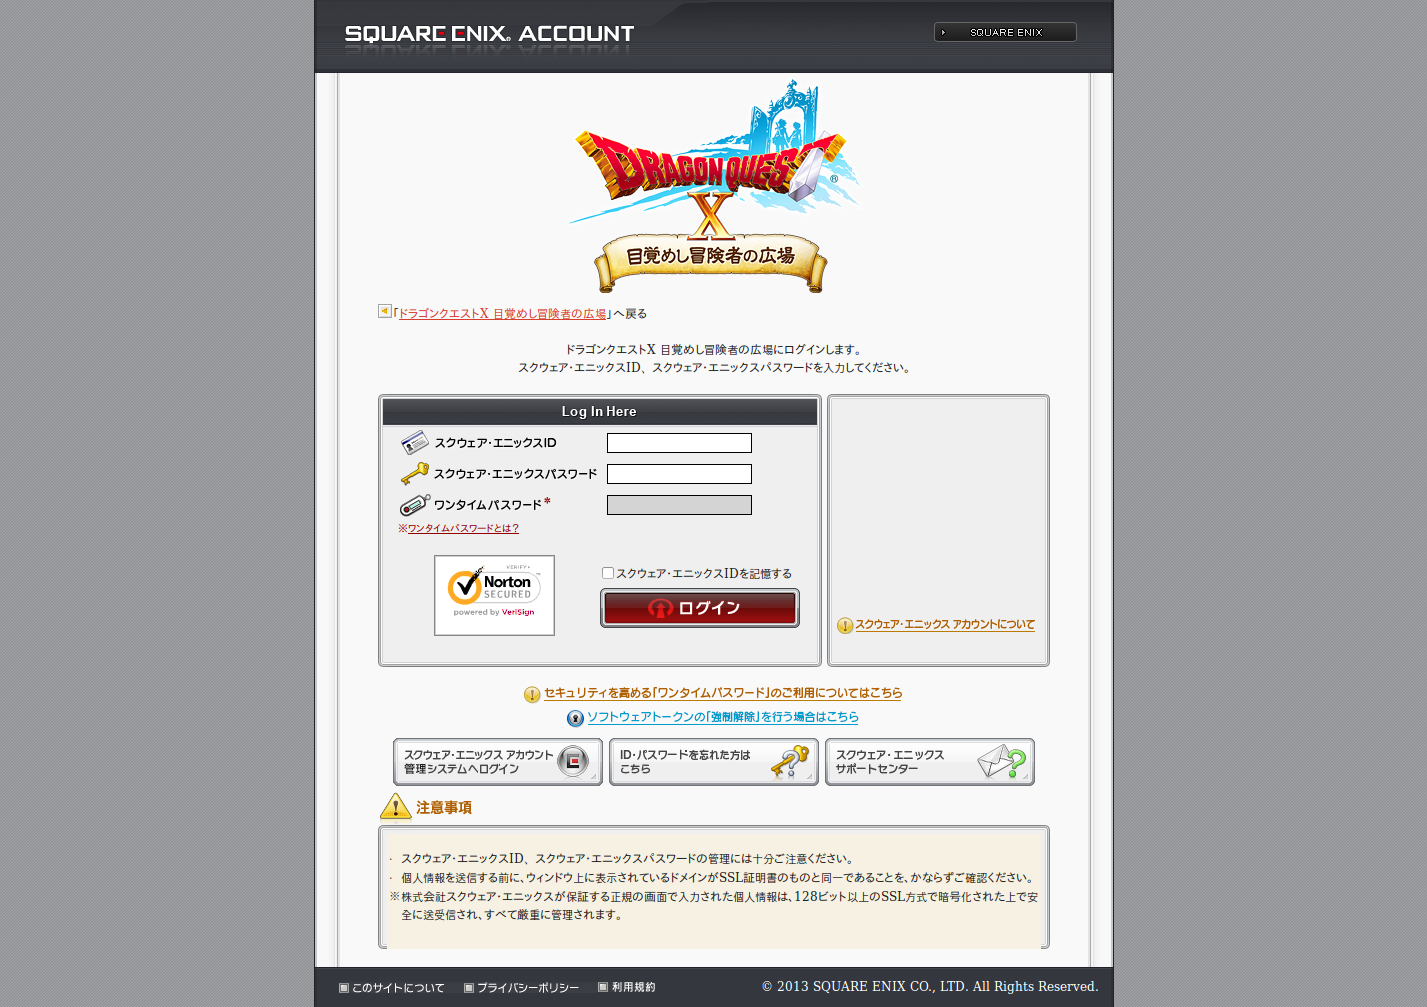 SQUARE ENIX. ACCOUNT
SQUARE ENIX
DRAGON QUEST ®
X
目覚めし冒険者の広場
「ドラゴンクエストX 目覚めし冒険者の広場」へ戻る
ドラゴンクエストX 目覚めし冒険者の広場にログインします。
スクウェア・エニックスID、スクウェア・エニックスパスワードを入力してください。
Log In Here
スクウェア・エニックスID
スクウェア・エニックスパスワード
ワンタイムパスワード*
※ワンタイムパスワードとは？
VERIFY▸
Norton
SECURED
powered by VeriSign
スクウェア・エニックスIDを記憶する
ログイン
スクウェア・エニックス アカウントについて
セキュリティを高める「ワンタイムパスワード」のご利用についてはこちら
ソフトウェアトークンの「強制解除」を行う場合はこちら
スクウェア・エニックス アカウント
管理システムへログイン
ID・パスワードを忘れた方は
こちら
スクウェア・エニックス
サポートセンター
注意事項
・ スクウェア・エニックスID、スクウェア・エニックスパスワードの管理には十分ご注意ください。
・ 個人情報を送信する前に、ウィンドウ上に表示されているドメインがSSL証明書のものと同一であることを、かならずご確認ください。
※株式会社スクウェア・エニックスが保証する正規の画面で入力された個人情報は、128ビット以上のSSL方式で暗号化された上で安
全に送受信され、すべて厳重に管理されます。
このサイトについて
プライバシーポリシー
利用規約
© 2013 SQUARE ENIX CO., LTD. All Rights Reserved.